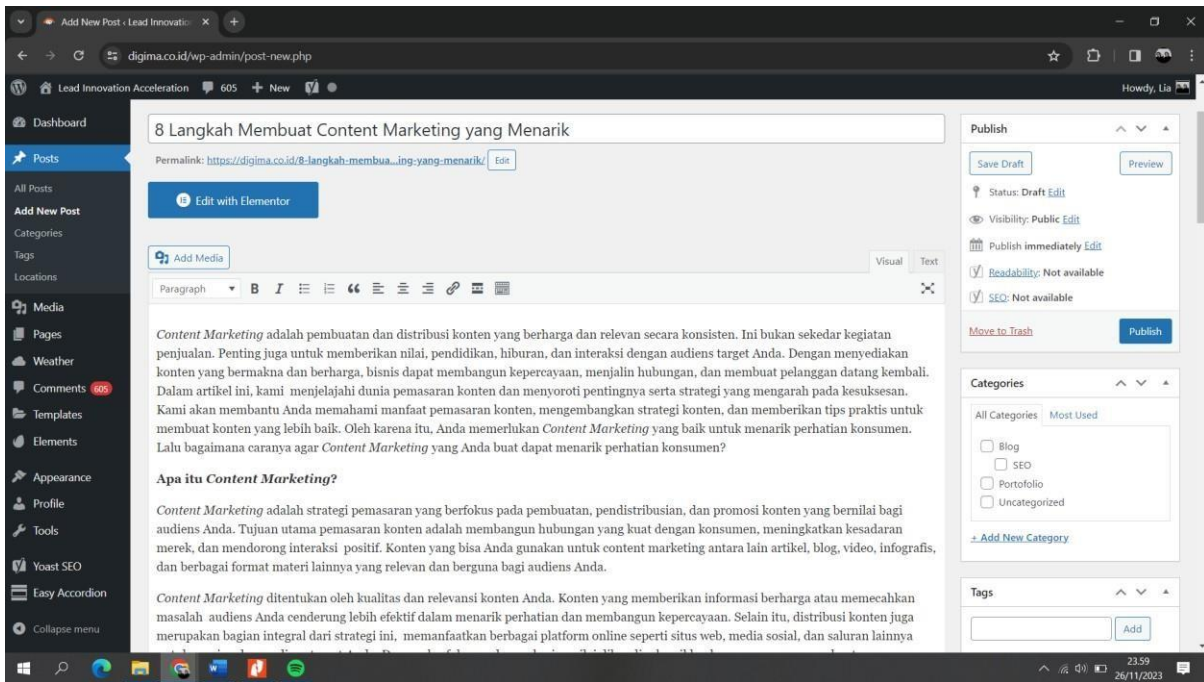 Add New Post ‹ Lead Innovation
digima.co.id/wp-admin/post-new.php
Lead Innovation Acceleration 605 + New
Howdy, Lia
Dashboard
Posts
All Posts
Add New Post
Categories
Tags
Locations
Media
Pages
Weather
Comments 605
Templates
Elements
Appearance
Profile
Tools
Yoast SEO
Easy Accordion
Collapse menu
8 Langkah Membuat Content Marketing yang Menarik
Permalink: https://digima.co.id/8-langkah-membua...ing-yang-menarik/ Edit
Edit with Elementor
Add Media
Visual Text
Paragraph B I
Content Marketing adalah pembuatan dan distribusi konten yang berharga dan relevan secara konsisten. Ini bukan sekedar kegiatan
penjualan. Penting juga untuk memberikan nilai, pendidikan, hiburan, dan interaksi dengan audiens target Anda. Dengan menyediakan
konten yang bermakna dan berharga, bisnis dapat membangun kepercayaan, menjalin hubungan, dan membuat pelanggan datang kembali.
Dalam artikel ini, kami menjelajahi dunia pemasaran konten dan menyoroti pentingnya serta strategi yang mengarah pada kesuksesan.
Kami akan membantu Anda memahami manfaat pemasaran konten, mengembangkan strategi konten, dan memberikan tips praktis untuk
membuat konten yang lebih baik. Oleh karena itu, Anda memerlukan Content Marketing yang baik untuk menarik perhatian konsumen.
Lalu bagaimana caranya agar Content Marketing yang Anda buat dapat menarik perhatian konsumen?
Apa itu Content Marketing?
Content Marketing adalah strategi pemasaran yang berfokus pada pembuatan, pendistribusian, dan promosi konten yang bernilai bagi
audiens Anda. Tujuan utama pemasaran konten adalah membangun hubungan yang kuat dengan konsumen, meningkatkan kesadaran
merek, dan mendorong interaksi positif. Konten yang bisa Anda gunakan untuk content marketing antara lain artikel, blog, video, infografis,
dan berbagai format materi lainnya yang relevan dan berguna bagi audiens Anda.
Content Marketing ditentukan oleh kualitas dan relevansi konten Anda. Konten yang memberikan informasi berharga atau memecahkan
masalah audiens Anda cenderung lebih efektif dalam menarik perhatian dan membangun kepercayaan. Selain itu, distribusi konten juga
merupakan bagian integral dari strategi ini, memanfaatkan berbagai platform online seperti situs web, media sosial, dan saluran lainnya
Publish
Save Draft Preview
Status: Draft Edit
Visibility: Public Edit
Publish immediately Edit
Readability: Not available
SEO: Not available
Move to Trash Publish
Categories
All Categories Most Used
Blog
SEO
Portofolio
Uncategorized
+ Add New Category
Tags
Add
23.59
26/11/2023